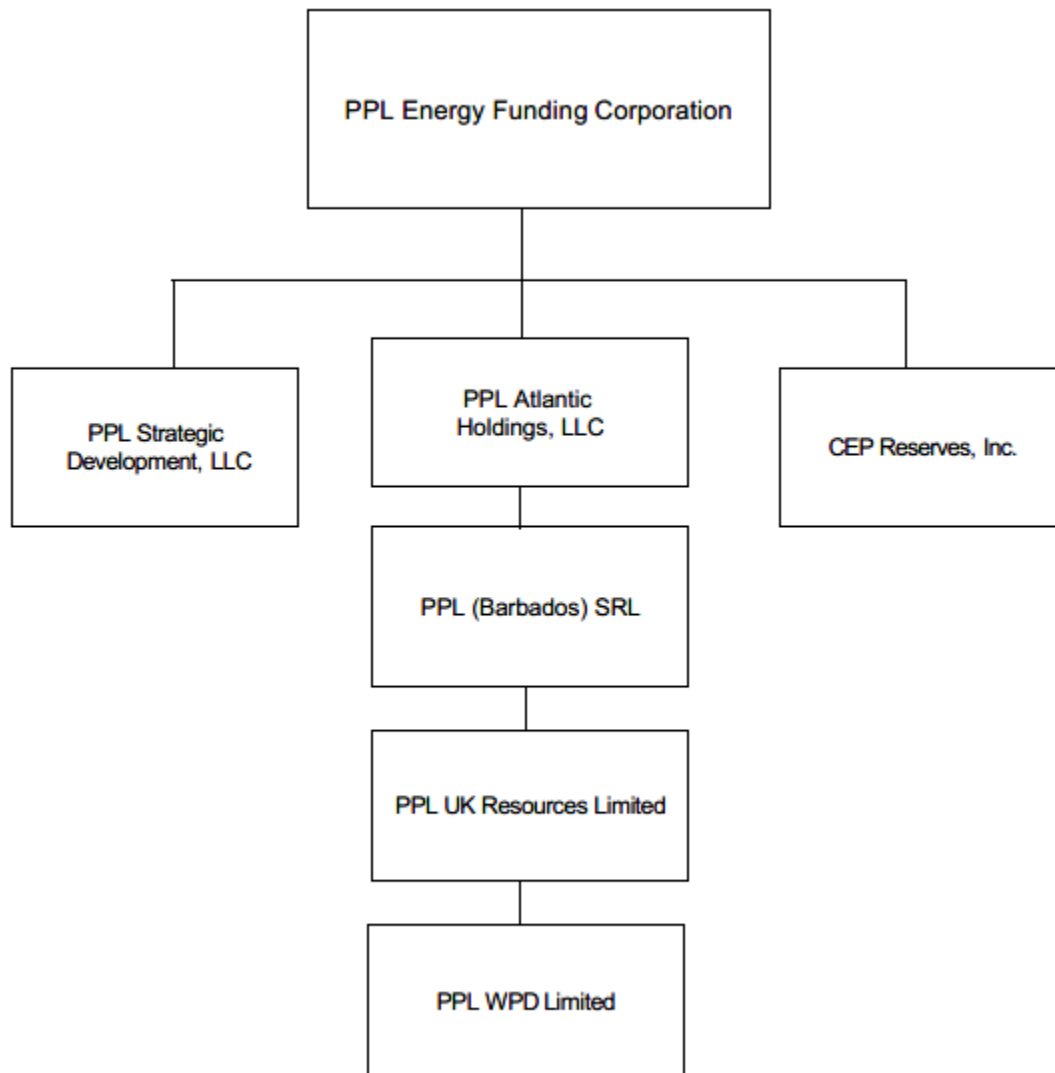 PPL Energy Funding Corporation
PPL Strategic
Development, LLC
PPL Atlantic
Holdings, LLC
CEP Reserves, Inc.
PPL (Barbados) SRL
PPL UK Resources Limited
PPL WPD Limited